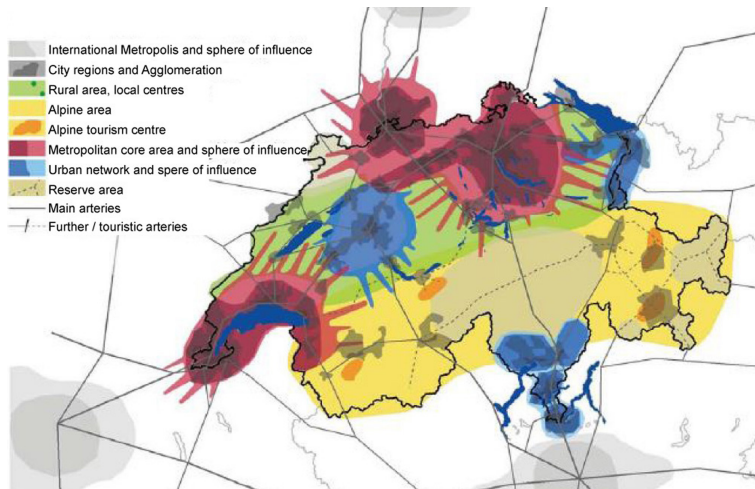 International Metropolis and sphere of influence
City regions and Agglomeration
Rural area, local centres
Alpine area
Alpine tourism centre
Metropolitan core area and sphere of influence
Urban network and spere of influence
Reserve area
Main arteries
Further / touristic arteries